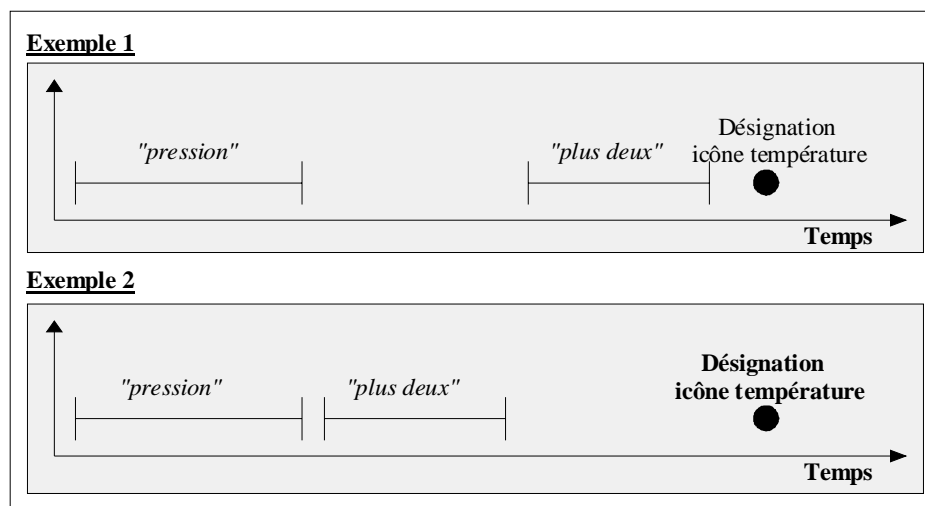 Exemple 1
"pression"
"plus deux"
Désignation
icône température
Temps
Exemple 2
"pression"
"plus deux"
Désignation
icône température
Temps